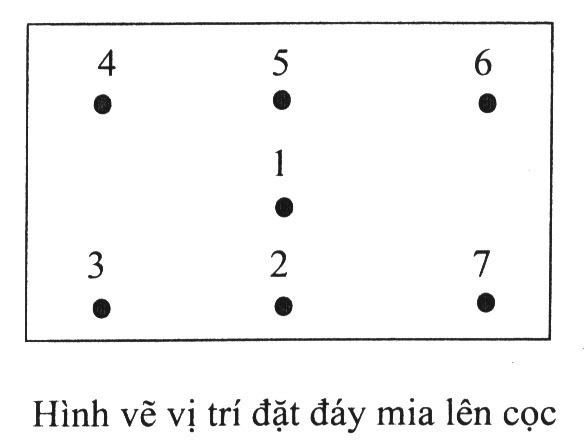 4 5 6
1
3 2 7
Hình vẽ vị trí đặt đáy mia lên cọc